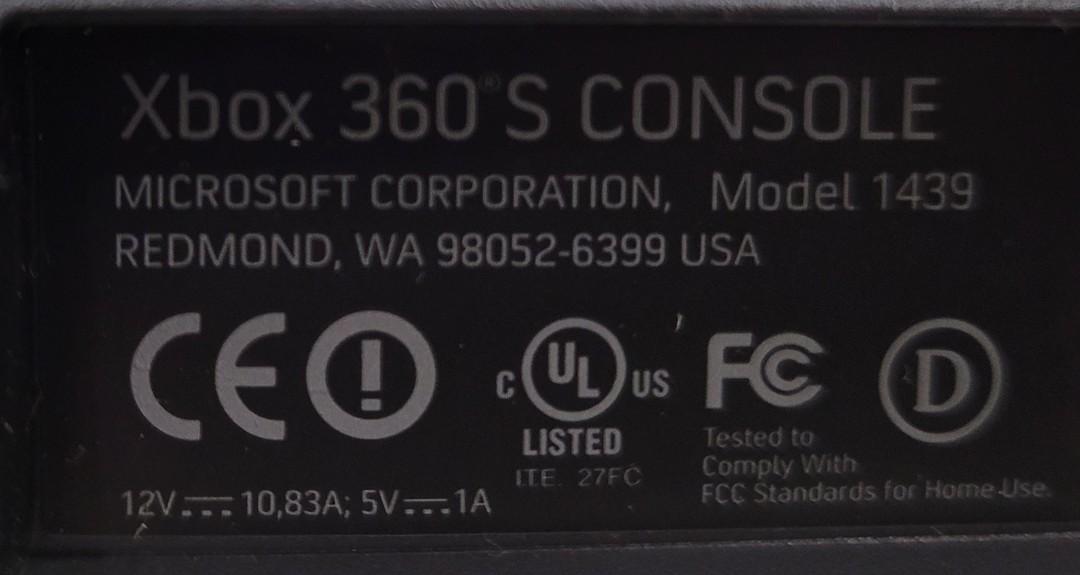 Xbox 360® S CONSOLE
MICROSOFT CORPORATION, Model 1439
REDMOND, WA 98052-6399 USA
CE
C UL US
LISTED
I.T.E. 27FC
FC
Tested to
Comply With
FCC Standards for Home Use.
D
12V⎓10,83A; 5V⎓1A